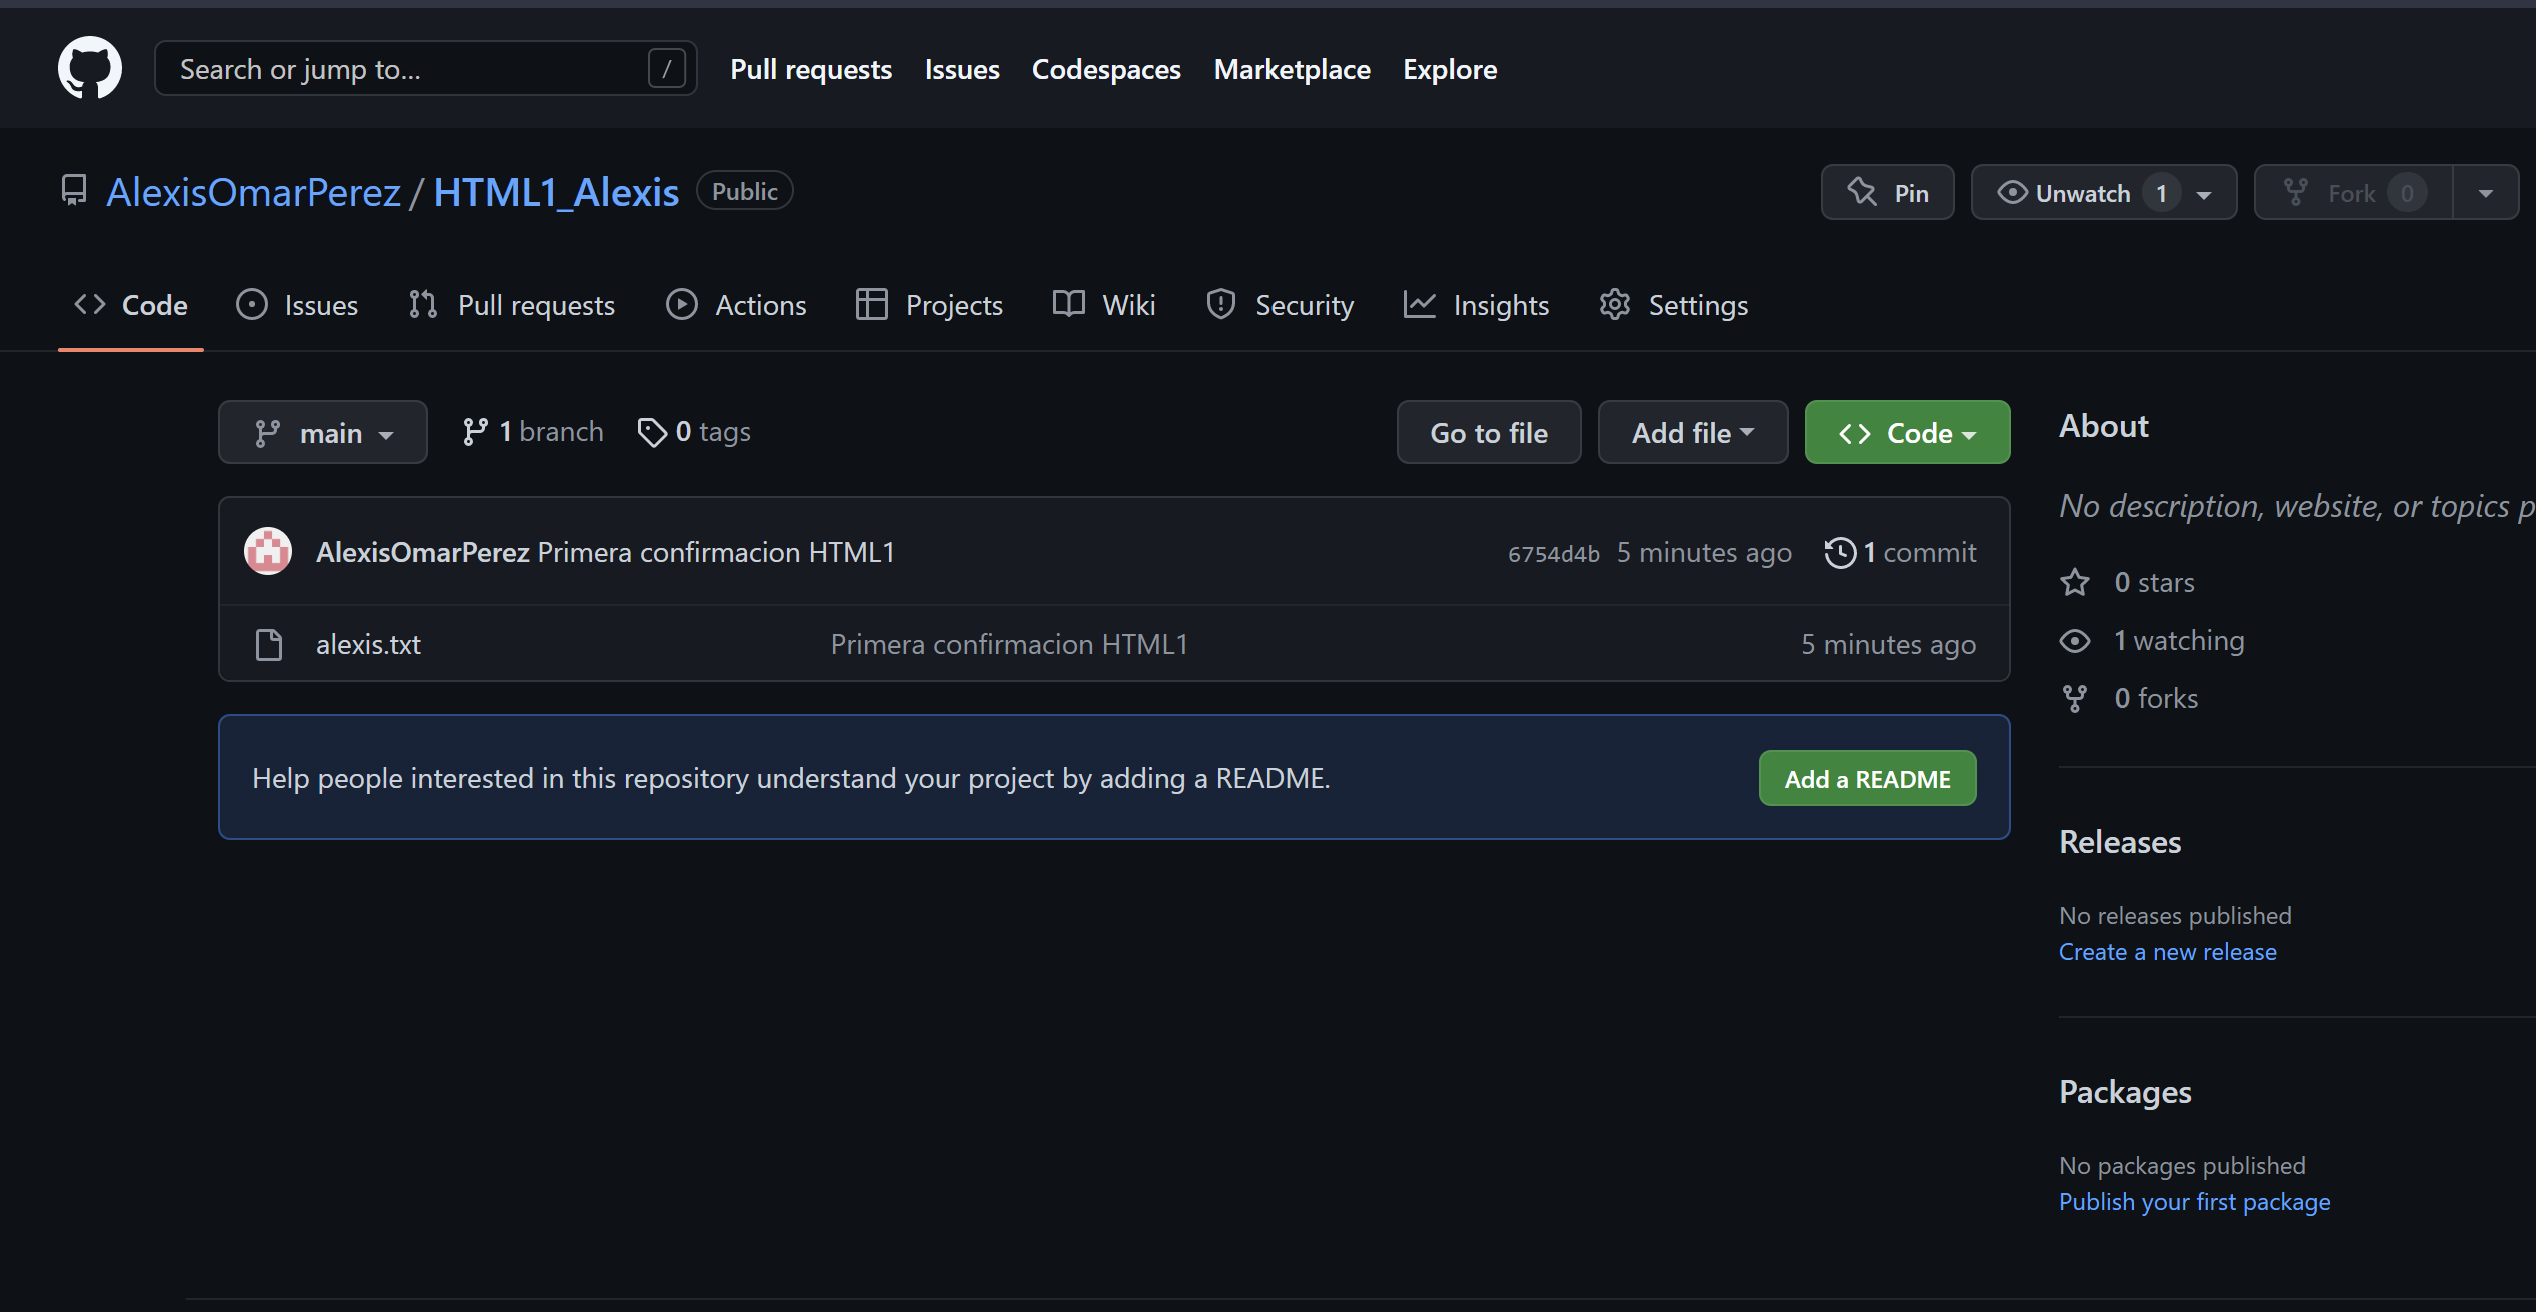 Search or jump to... / Pull requests Issues Codespaces Marketplace Explore
AlexisOmarPerez / HTML1_Alexis Public Pin Unwatch 1 Fork 0
Code Issues Pull requests Actions Projects Wiki Security Insights Settings
main 1 branch 0 tags Go to file Add file Code
AlexisOmarPerez Primera confirmacion HTML1 6754d4b 5 minutes ago 1 commit
alexis.txt Primera confirmacion HTML1 5 minutes ago
Help people interested in this repository understand your project by adding a README. Add a README
About
No description, website, or topics p
0 stars
1 watching
0 forks
Releases
No releases published
Create a new release
Packages
No packages published
Publish your first package